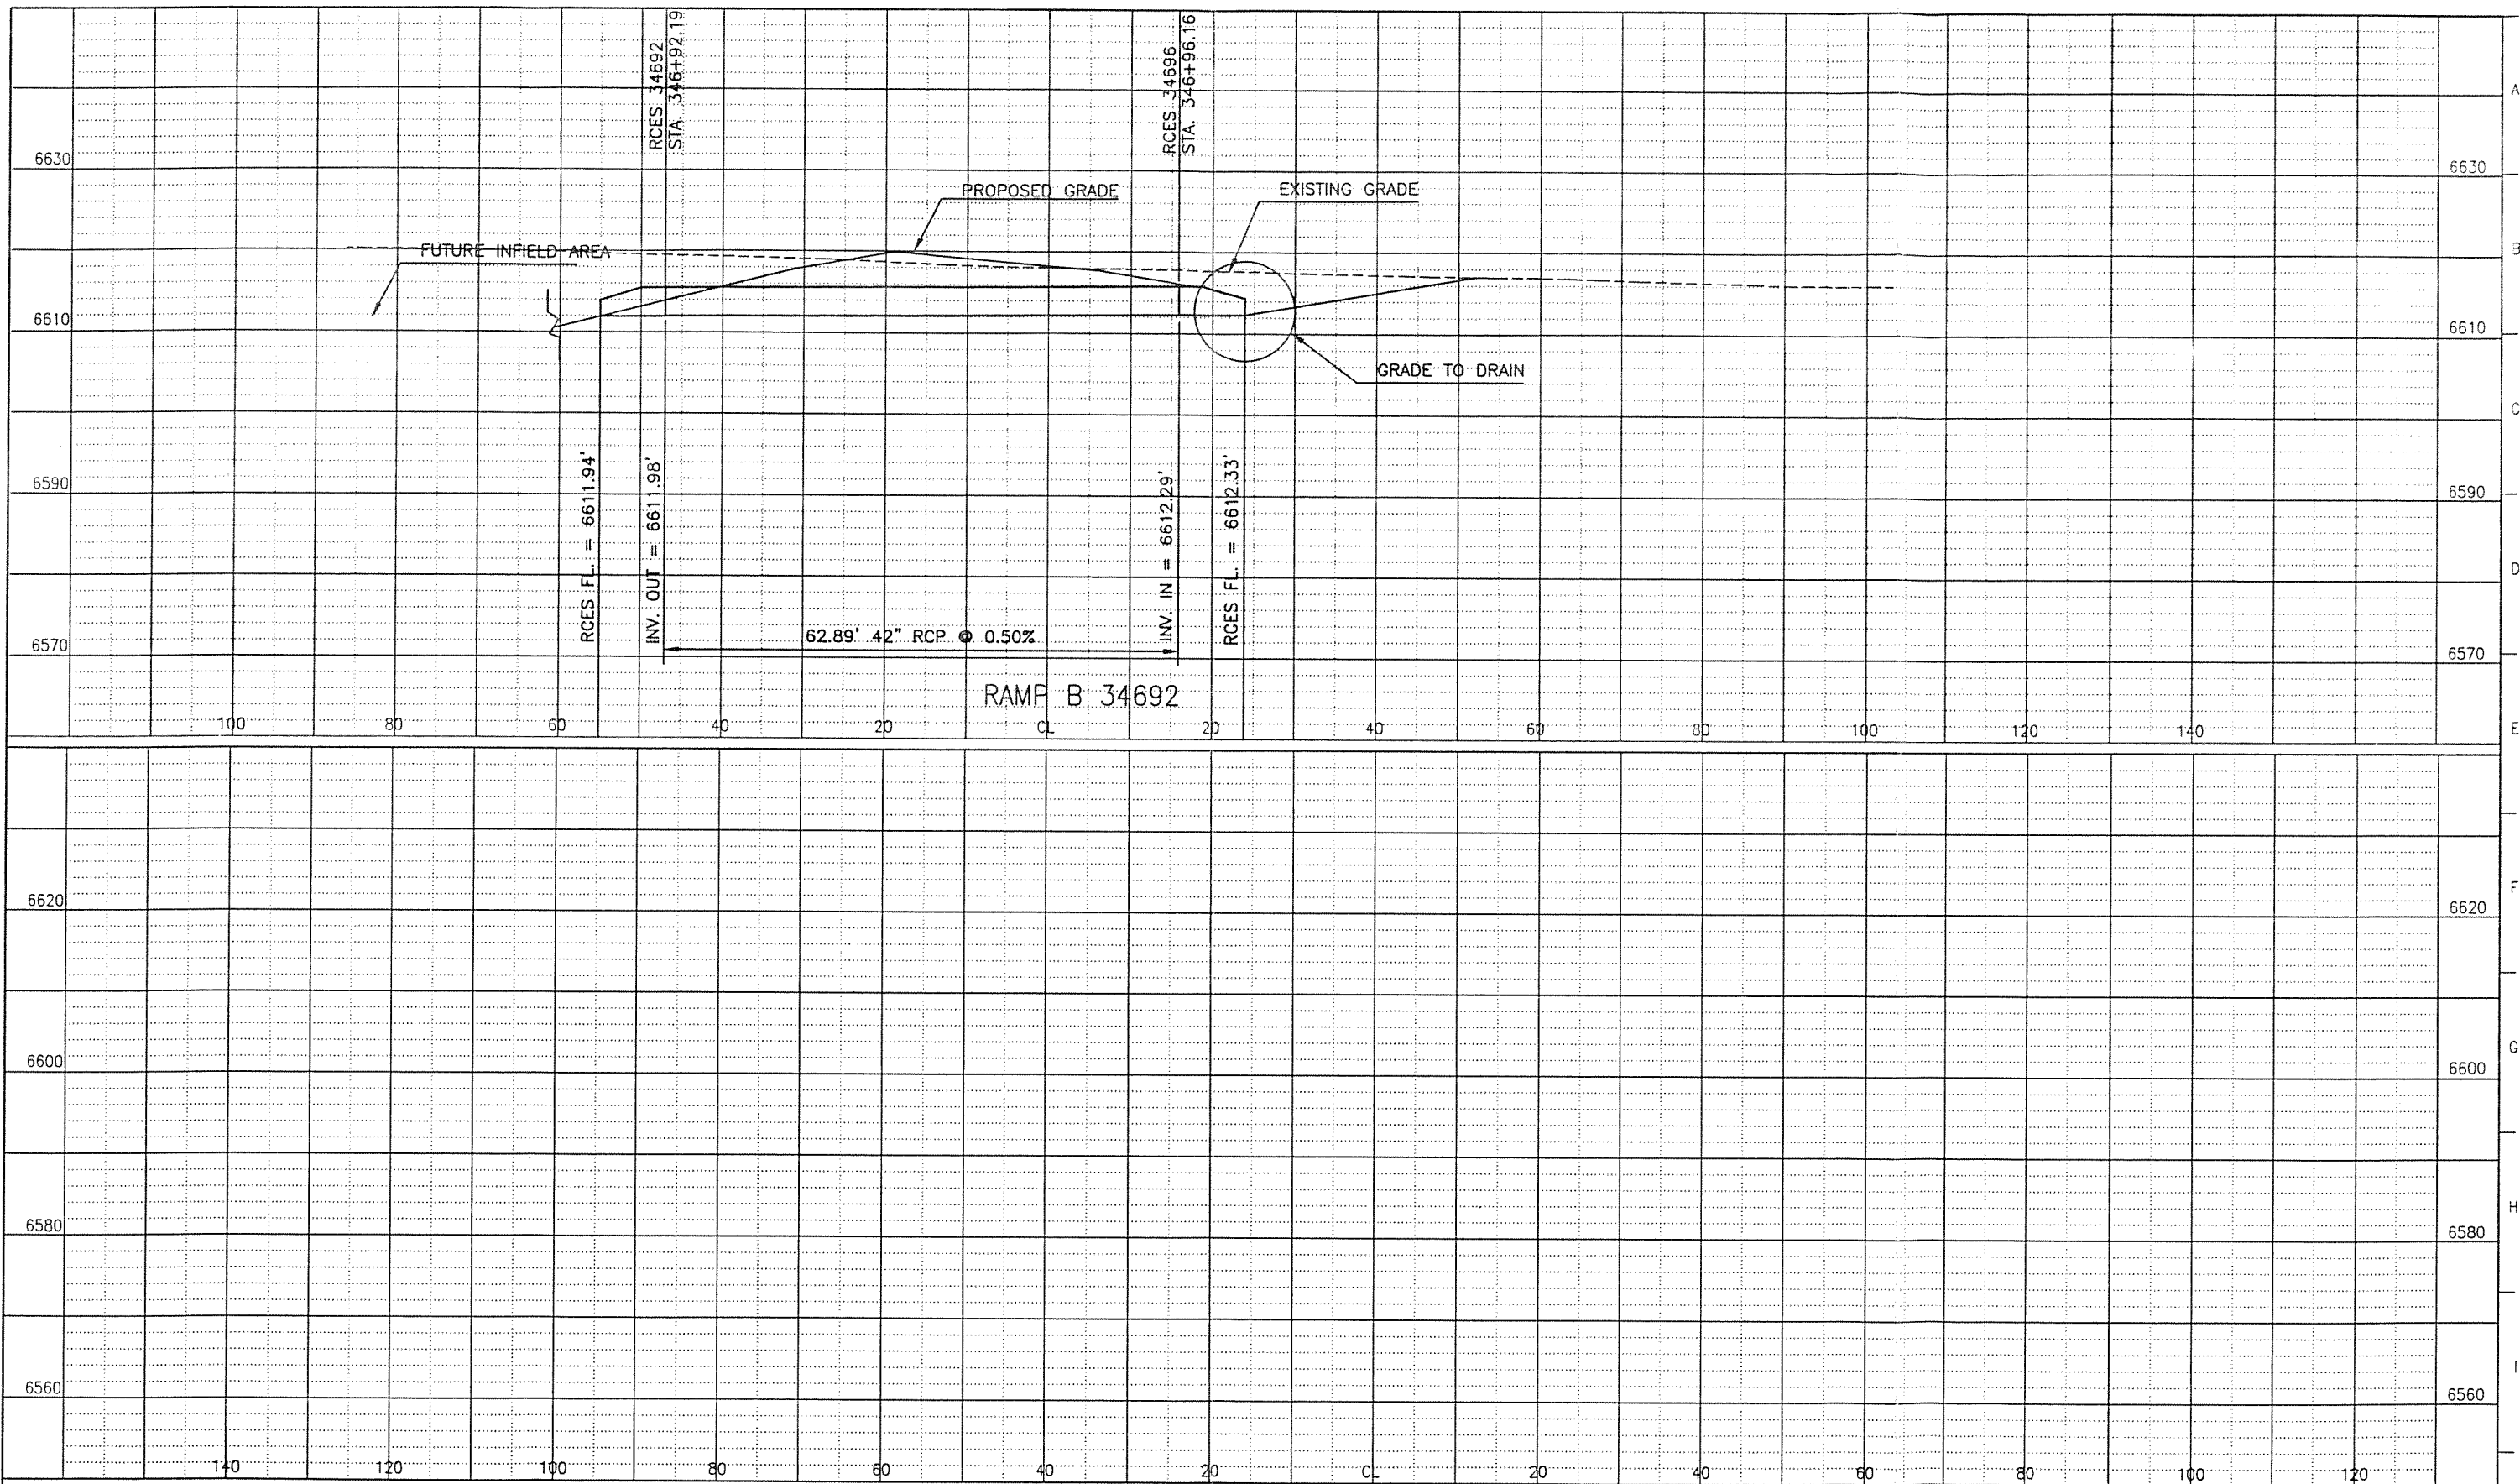 RCES 34692
STA. 346+92.19
RCES 34696
STA. 346+96.16
A
6630
6630
PROPOSED GRADE
EXISTING GRADE
FUTURE INFIELD AREA
B
6610
6610
GRADE TO DRAIN
C
RCES FL. = 6611.94'
INV. OUT = 6611.98'
INV. IN = 6612.29'
RCES FL. = 6612.33'
6590
6590
D
62.89' 42" RCP @ 0.50%
6570
6570
RAMP B 34692
100 80 60 40 20 CL 20 40 60 80 100 120 140
E
6620
6620
F
6600
6600
G
6580
6580
H
6560
6560
I
140 120 100 80 60 40 20 CL 20 40 60 80 100 120